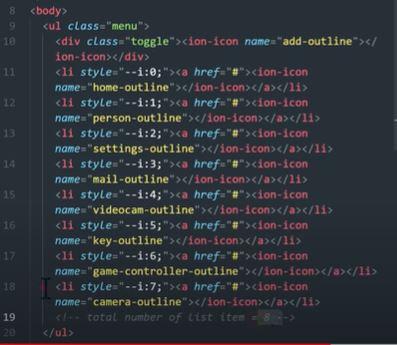 8 <body>
9 <ul class="menu">
10 <div class="toggle"><ion-icon name="add-outline"></
ion-icon></div>
11 <li style="--i:0;"><a href="#"><ion-icon
name="home-outline"></ion-icon></a></li>
12 <li style="--i:1;"><a href="#"><ion-icon
name="person-outline"></ion-icon></a></li>
13 <li style="--i:2;"><a href="#"><ion-icon
name="settings-outline"></ion-icon></a></li>
14 <li style="--i:3;"><a href="#"><ion-icon
name="mail-outline"></ion-icon></a></li>
15 <li style="--i:4;"><a href="#"><ion-icon
name="videocam-outline"></ion-icon></a></li>
16 <li style="--i:5;"><a href="#"><ion-icon
name="key-outline"></ion-icon></a></li>
17 <li style="--i:6;"><a href="#"><ion-icon
name="game-controller-outline"></ion-icon></a></li>
18 <li style="--i:7;"><a href="#"><ion-icon
name="camera-outline"></ion-icon></a></li>
19 <!-- total number of list item = 8 -->
20 </ul>